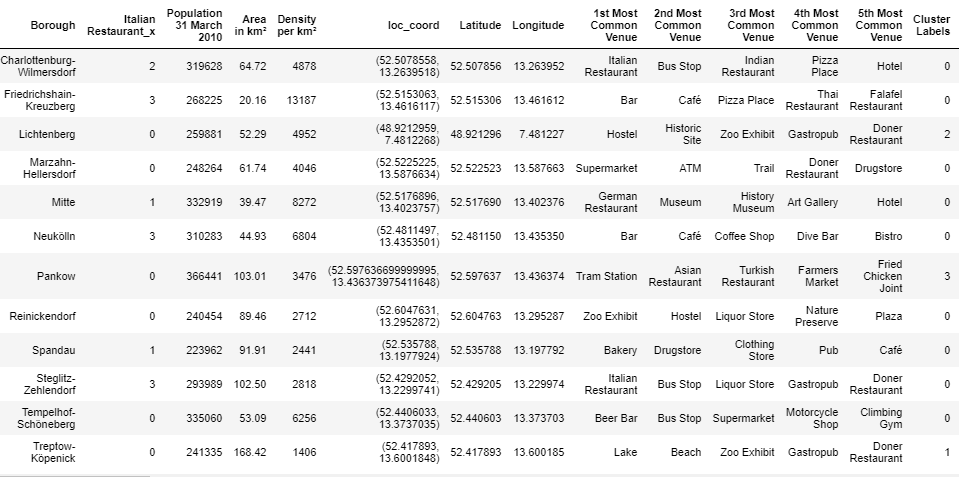 Borough Italian Restaurant_x Population 31 March 2010 Area in km² Density per km² loc_coord Latitude Longitude 1st Most Common Venue 2nd Most Common Venue 3rd Most Common Venue 4th Most Common Venue 5th Most Common Venue Cluster Labels
Charlottenburg-Wilmersdorf 2 319628 64.72 4878 (52.5078558, 13.2639518) 52.507856 13.263952 Italian Restaurant Bus Stop Indian Restaurant Pizza Place Hotel 0
Friedrichshain-Kreuzberg 3 268225 20.16 13187 (52.5153063, 13.4616117) 52.515306 13.461612 Bar Café Pizza Place Thai Restaurant Falafel Restaurant 0
Lichtenberg 0 259881 52.29 4952 (48.9212959, 7.4812268) 48.921296 7.481227 Hostel Historic Site Zoo Exhibit Gastropub Doner Restaurant 2
Marzahn-Hellersdorf 0 248264 61.74 4046 (52.5225225, 13.5876634) 52.522523 13.587663 Supermarket ATM Trail Doner Restaurant Drugstore 0
Mitte 1 332919 39.47 8272 (52.5176896, 13.4023757) 52.517690 13.402376 German Restaurant Museum History Museum Art Gallery Hotel 0
Neukölln 3 310283 44.93 6804 (52.4811497, 13.4353501) 52.481150 13.435350 Bar Café Coffee Shop Dive Bar Bistro 0
Pankow 0 366441 103.01 3476 (52.597636699999995, 13.436373975411648) 52.597637 13.436374 Tram Station Asian Restaurant Turkish Restaurant Farmers Market Fried Chicken Joint 3
Reinickendorf 0 240454 89.46 2712 (52.6047631, 13.2952872) 52.604763 13.295287 Zoo Exhibit Hostel Liquor Store Nature Preserve Plaza 0
Spandau 1 223962 91.91 2441 (52.535788, 13.1977924) 52.535788 13.197792 Bakery Drugstore Clothing Store Pub Café 0
Steglitz-Zehlendorf 3 293989 102.50 2818 (52.4292052, 13.2299741) 52.429205 13.229974 Italian Restaurant Bus Stop Liquor Store Gastropub Doner Restaurant 0
Tempelhof-Schöneberg 0 335060 53.09 6256 (52.4406033, 13.3737035) 52.440603 13.373703 Beer Bar Bus Stop Supermarket Motorcycle Shop Climbing Gym 0
Treptow-Köpenick 0 241335 168.42 1406 (52.417893, 13.6001848) 52.417893 13.600185 Lake Beach Zoo Exhibit Gastropub Doner Restaurant 1